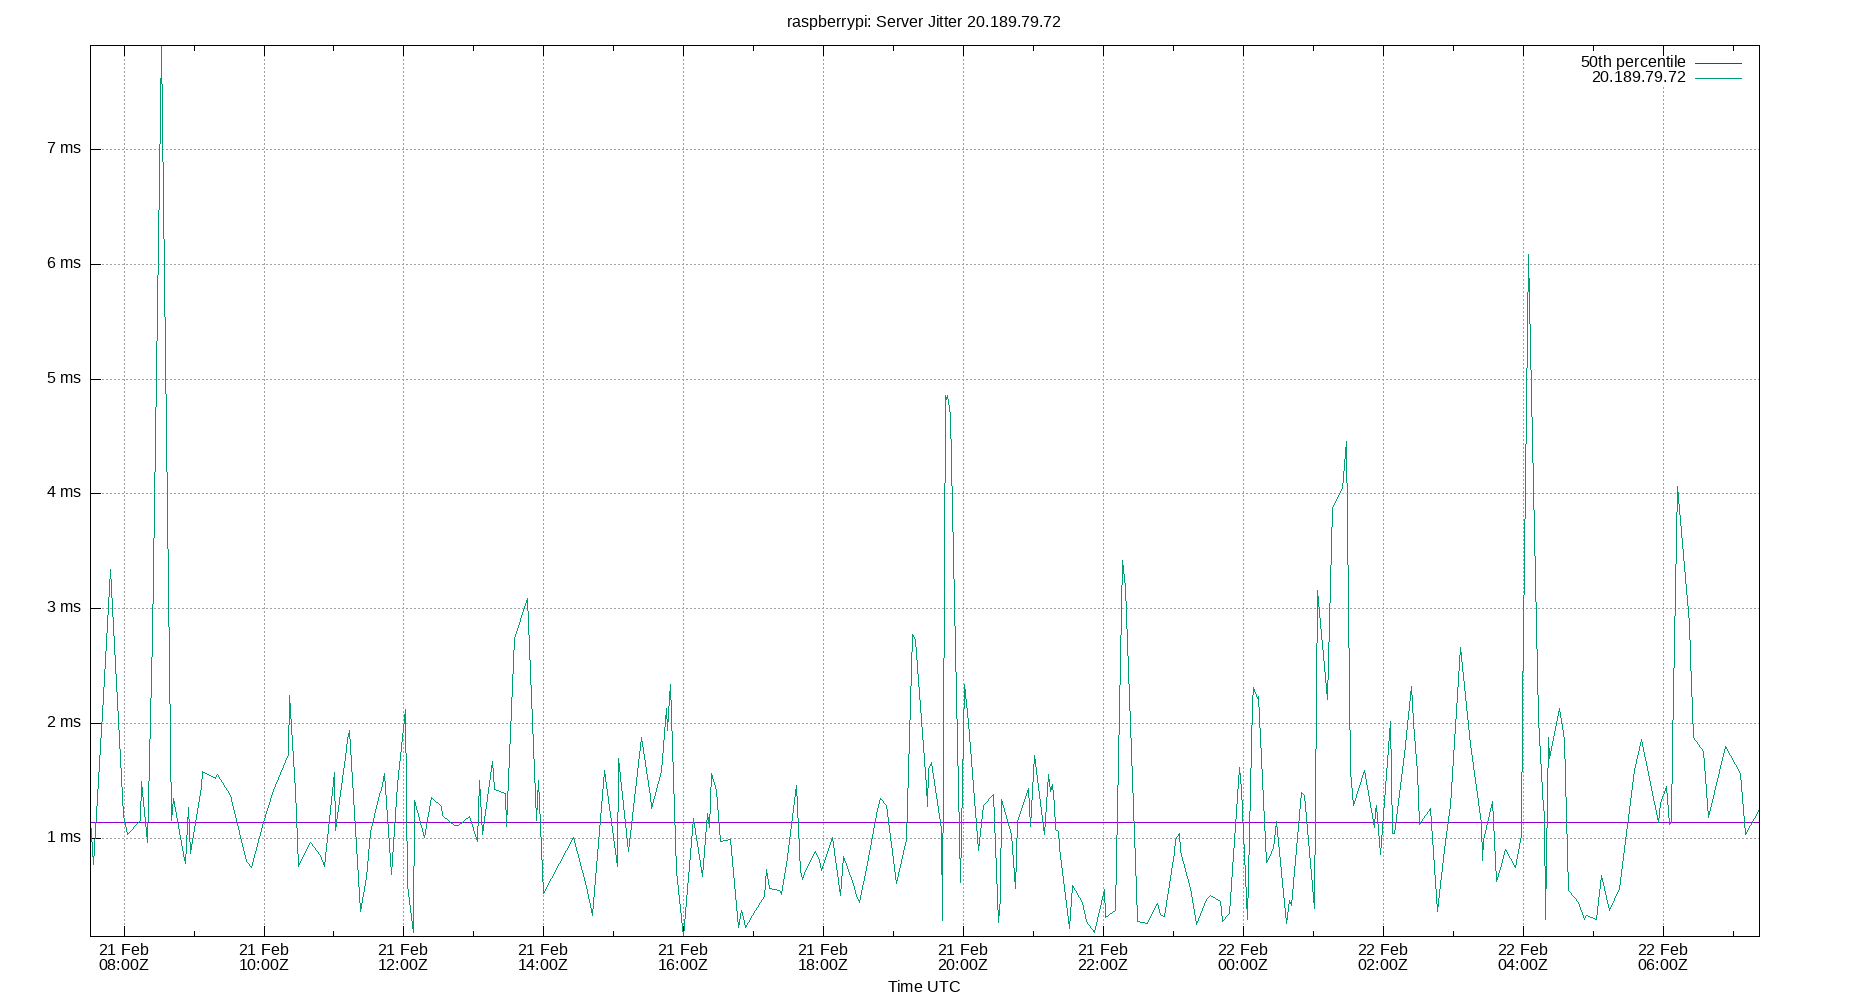 raspberrypi: Server Jitter 20.189.79.72
50th percentile
20.189.79.72
7 ms
6 ms
5 ms
4 ms
3 ms
2 ms
1 ms
21 Feb 21 Feb 21 Feb 21 Feb 21 Feb 21 Feb 21 Feb 21 Feb 22 Feb 22 Feb 22 Feb 22 Feb
08:00Z 10:00Z 12:00Z 14:00Z 16:00Z 18:00Z 20:00Z 22:00Z 00:00Z 02:00Z 04:00Z 06:00Z
Time UTC